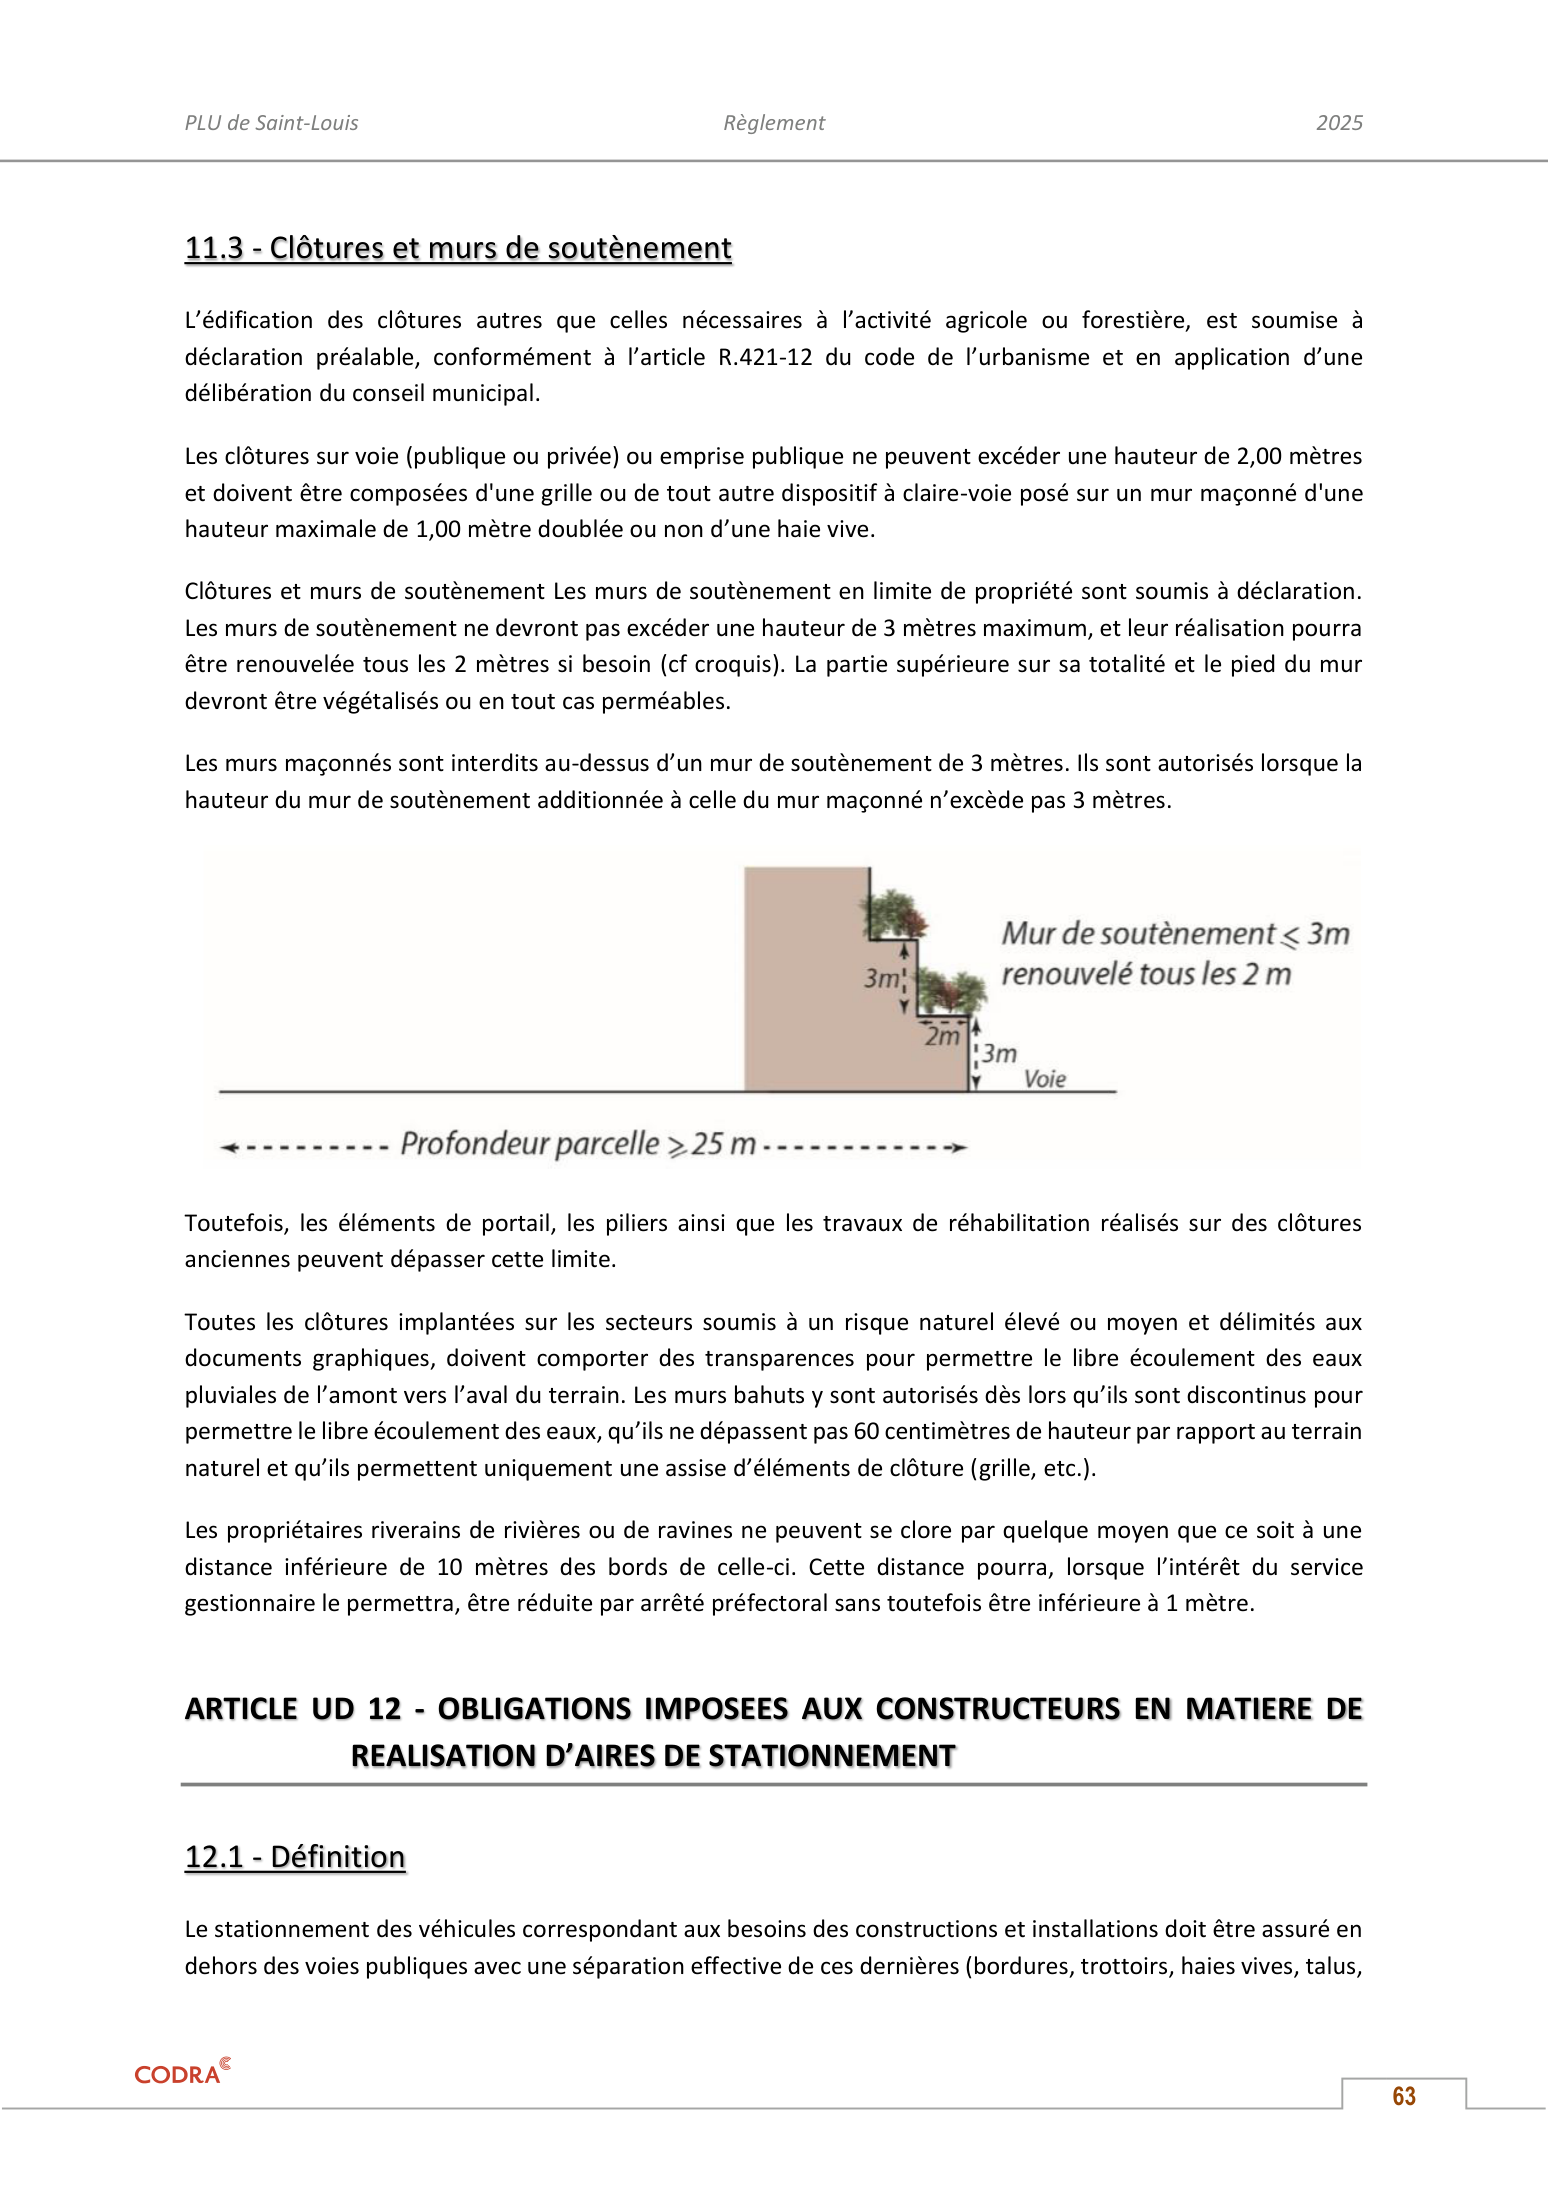 PLU de Saint-Louis Règlement 2025
11.3 - Clôtures et murs de soutènement
L’édification des clôtures autres que celles nécessaires à l’activité agricole ou forestière, est soumise à
déclaration préalable, conformément à l’article R.421-12 du code de l’urbanisme et en application d’une
délibération du conseil municipal.
Les clôtures sur voie (publique ou privée) ou emprise publique ne peuvent excéder une hauteur de 2,00 mètres
et doivent être composées d'une grille ou de tout autre dispositif à claire-voie posé sur un mur maçonné d'une
hauteur maximale de 1,00 mètre doublée ou non d’une haie vive.
Clôtures et murs de soutènement Les murs de soutènement en limite de propriété sont soumis à déclaration.
Les murs de soutènement ne devront pas excéder une hauteur de 3 mètres maximum, et leur réalisation pourra
être renouvelée tous les 2 mètres si besoin (cf croquis). La partie supérieure sur sa totalité et le pied du mur
devront être végétalisés ou en tout cas perméables.
Les murs maçonnés sont interdits au-dessus d’un mur de soutènement de 3 mètres. Ils sont autorisés lorsque la
hauteur du mur de soutènement additionnée à celle du mur maçonné n’excède pas 3 mètres.
Mur de soutènement ⩽ 3m
renouvelé tous les 2 m
3m
2m
3m
Voie
Profondeur parcelle ⩾ 25 m
Toutefois, les éléments de portail, les piliers ainsi que les travaux de réhabilitation réalisés sur des clôtures
anciennes peuvent dépasser cette limite.
Toutes les clôtures implantées sur les secteurs soumis à un risque naturel élevé ou moyen et délimités aux
documents graphiques, doivent comporter des transparences pour permettre le libre écoulement des eaux
pluviales de l’amont vers l’aval du terrain. Les murs bahuts y sont autorisés dès lors qu’ils sont discontinus pour
permettre le libre écoulement des eaux, qu’ils ne dépassent pas 60 centimètres de hauteur par rapport au terrain
naturel et qu’ils permettent uniquement une assise d’éléments de clôture (grille, etc.).
Les propriétaires riverains de rivières ou de ravines ne peuvent se clore par quelque moyen que ce soit à une
distance inférieure de 10 mètres des bords de celle-ci. Cette distance pourra, lorsque l’intérêt du service
gestionnaire le permettra, être réduite par arrêté préfectoral sans toutefois être inférieure à 1 mètre.
ARTICLE UD 12 - OBLIGATIONS IMPOSEES AUX CONSTRUCTEURS EN MATIERE DE
REALISATION D’AIRES DE STATIONNEMENT
12.1 - Définition
Le stationnement des véhicules correspondant aux besoins des constructions et installations doit être assuré en
dehors des voies publiques avec une séparation effective de ces dernières (bordures, trottoirs, haies vives, talus,
CODRA
63